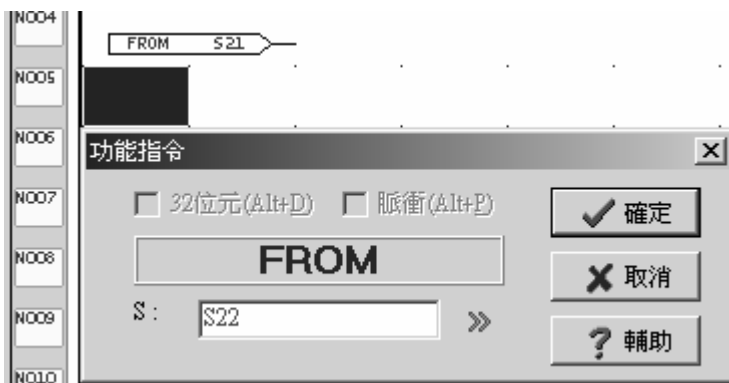 N004
FROM S21
N005
N006
功能指令
N007
32位元(Alt+D) 脈衝(Alt+P)
確定
N008
FROM
取消
N009
S: S22
輔助
N010